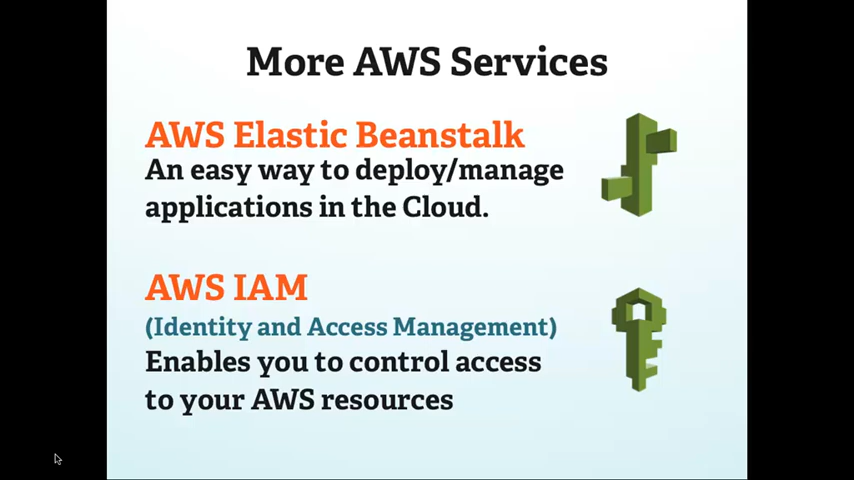 More AWS Services
AWS Elastic Beanstalk
An easy way to deploy/manage
applications in the Cloud.
AWS IAM
(Identity and Access Management)
Enables you to control access
to your AWS resources